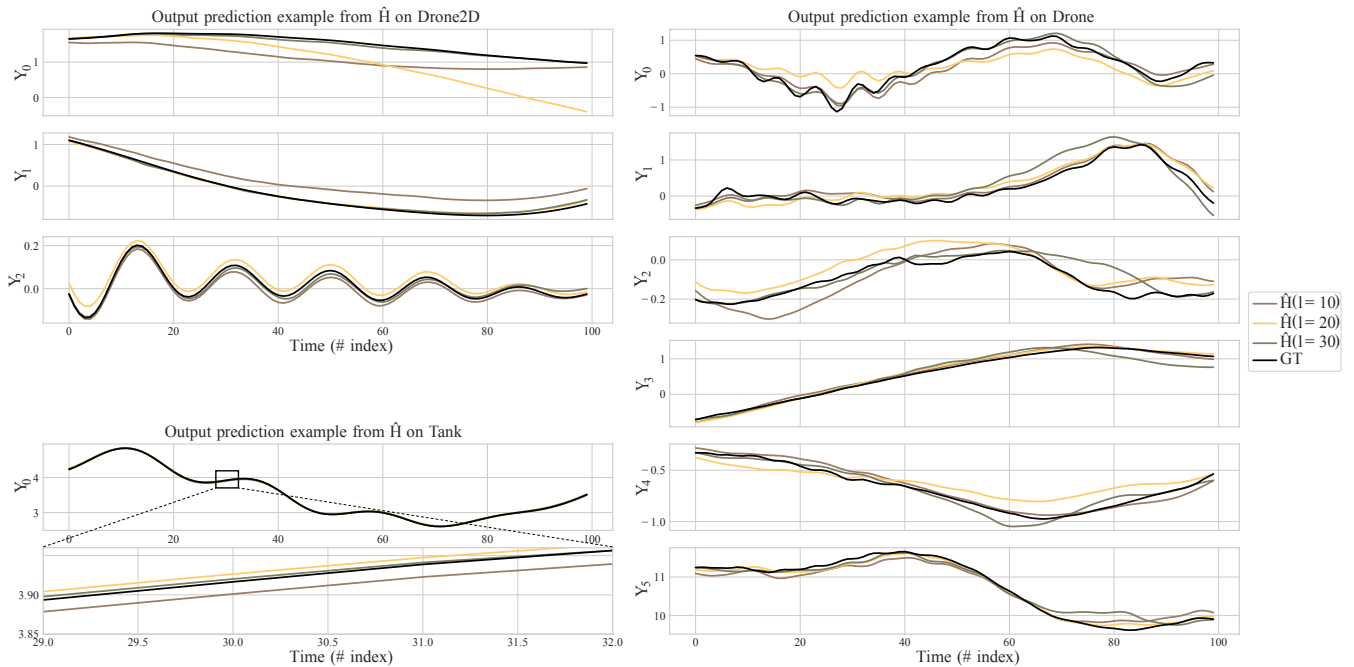 Output prediction example from Ĥ on Drone2D
Y0
1
0
Y1
1
0
Y2
0.2
0.0
0 20 40 60 80 100
Time (# index)
Output prediction example from Ĥ on Tank
Y0
4
3
0 20 40 60 80 100
3.90
3.85
29.0 29.5 30.0 30.5 31.0 31.5 32.0
Time (# index)
Output prediction example from Ĥ on Drone
Y0
1
0
−1
Y1
1
0
Y2
0.0
−0.2
Y3
1
0
Y4
−0.5
−1.0
Y5
11
10
0 20 40 60 80 100
Time (# index)
Ĥ(l= 10)
Ĥ(l= 20)
Ĥ(l= 30)
GT